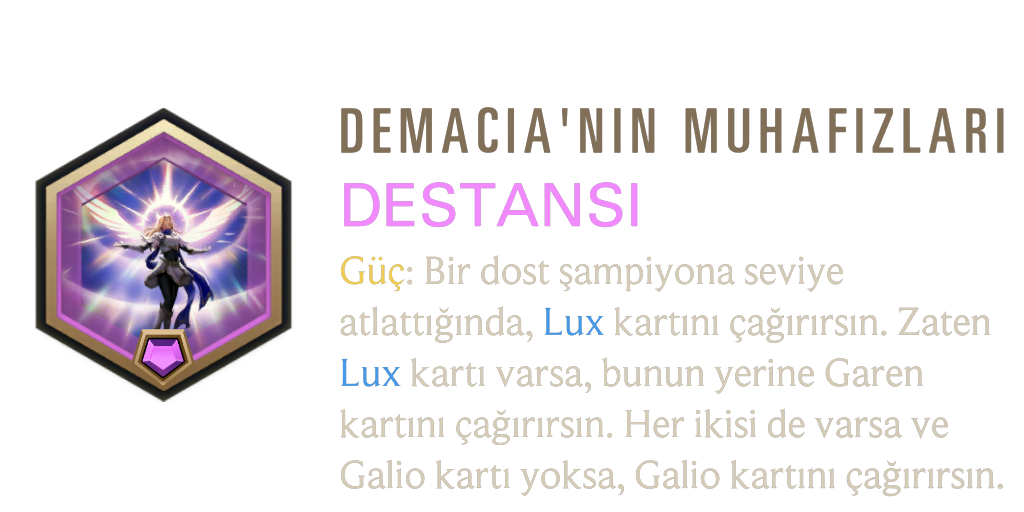 DEMACIA'NIN MUHAFIZLARI
DESTANSI
Güç: Bir dost şampiyona seviye
atlattığında, Lux kartını çağırırsın. Zaten
Lux kartı varsa, bunun yerine Garen
kartını çağırırsın. Her ikisi de varsa ve
Galio kartı yoksa, Galio kartını çağırırsın.